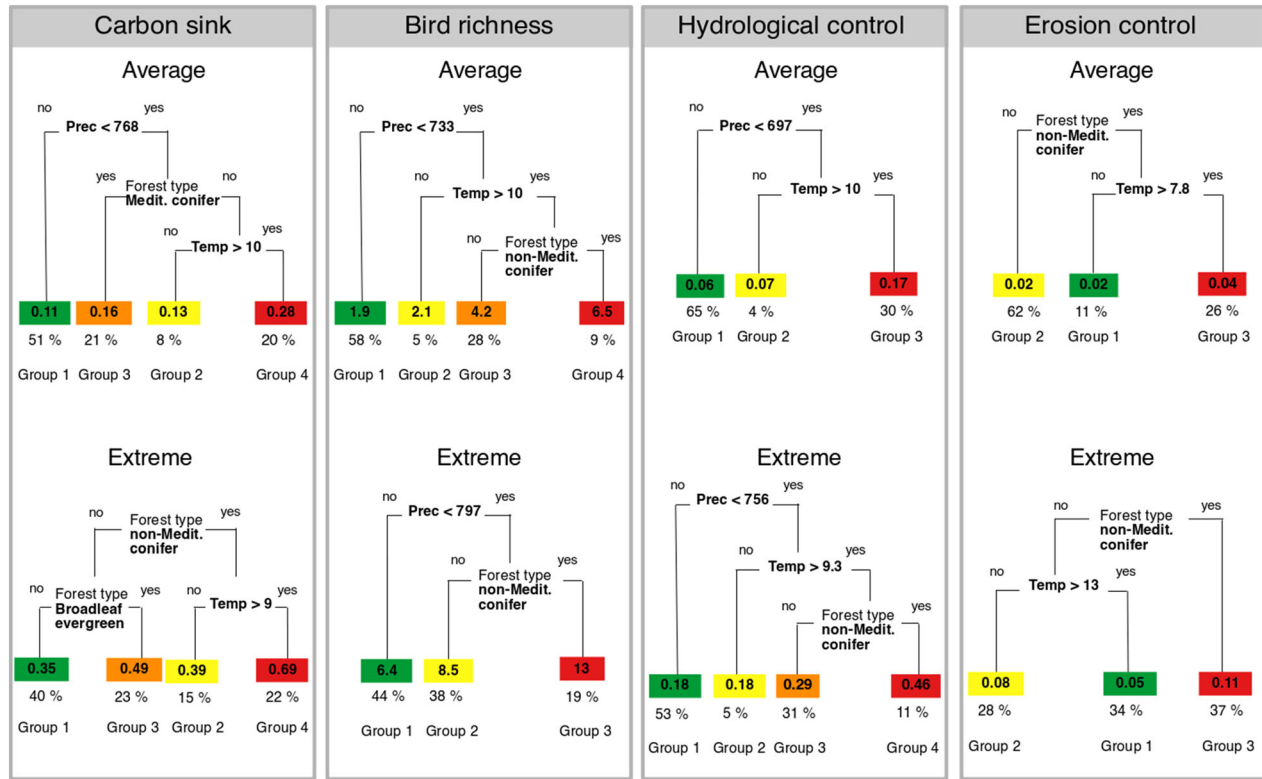 Carbon sink
Average
no yes
Prec < 768
yes Forest type no
Medit. conifer
no yes
Temp > 10
0.11 0.16 0.13 0.28
51 % 21 % 8 % 20 %
Group 1 Group 3 Group 2 Group 4
Extreme
no Forest type yes
non-Medit.
conifer
no Forest type yes no yes
Broadleaf Temp > 9
evergreen
0.35 0.49 0.39 0.69
40 % 23 % 15 % 22 %
Group 1 Group 3 Group 2 Group 4
Bird richness
Average
no yes
Prec < 733
no yes
Temp > 10
no Forest type yes
non-Medit.
conifer
1.9 2.1 4.2 6.5
58 % 5 % 28 % 9 %
Group 1 Group 2 Group 3 Group 4
Extreme
no yes
Prec < 797
no Forest type yes
non-Medit.
conifer
6.4 8.5 13
44 % 38 % 19 %
Group 1 Group 2 Group 3
Hydrological control
Average
no yes
Prec < 697
no yes
Temp > 10
0.06 0.07 0.17
65 % 4 % 30 %
Group 1 Group 2 Group 3
Extreme
no yes
Prec < 756
no yes
Temp > 9.3
no Forest type yes
non-Medit.
conifer
0.18 0.18 0.29 0.46
53 % 5 % 31 % 11 %
Group 1 Group 2 Group 3 Group 4
Erosion control
Average
no Forest type yes
non-Medit.
conifer
no yes
Temp > 7.8
0.02 0.02 0.04
62 % 11 % 26 %
Group 2 Group 1 Group 3
Extreme
no Forest type yes
non-Medit.
conifer
no yes
Temp > 13
0.08 0.05 0.11
28 % 34 % 37 %
Group 2 Group 1 Group 3